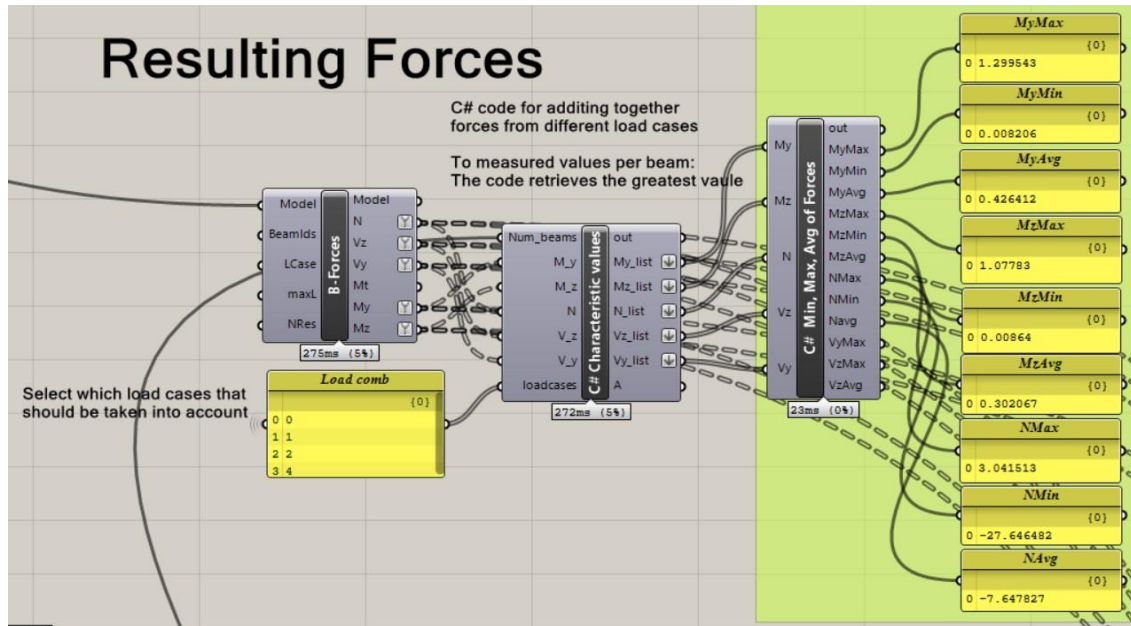 Resulting Forces
C# code for additing together
forces from different load cases
To measured values per beam:
The code retrieves the greatest vaule
Model
BeamIds
LCase
maxL
NRes
B-Forces
Model
N
Vz
Vy
Mt
My
Mz
275ms (5%)
Select which load cases that
should be taken into account
Load comb
{0}
0 0
1 1
2 2
3 4
Num_beams
M_y
M_z
N
V_z
V_y
loadcases
C# Characteristic values
out
My_list
Mz_list
N_list
Vz_list
Vy_list
A
272ms (5%)
My
Mz
N
Vz
Vy
C# Min, Max, Avg of Forces
out
MyMax
MyMin
MyAvg
MzMax
MzMin
MzAvg
NMax
NMin
Navg
VyMax
VzMax
VzAvg
23ms (0%)
MyMax
{0}
0 1.299543
MyMin
{0}
0 0.008206
MyAvg
{0}
0 0.426412
MzMax
{0}
0 1.07783
MzMin
{0}
0 0.00864
MzAvg
{0}
0 0.302067
NMax
{0}
0 3.041513
NMin
{0}
0 -27.646482
NAvg
{0}
0 -7.647827